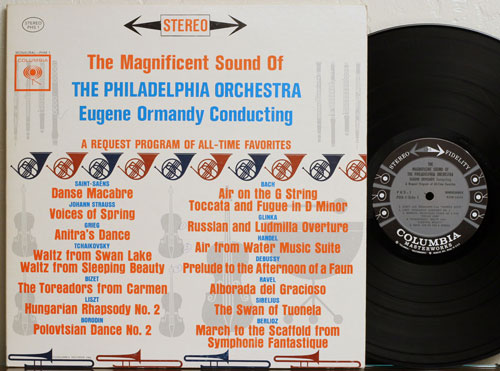 STEREO
STEREO
COLUMBIA
The Magnificent Sound Of
THE PHILADELPHIA ORCHESTRA
Eugene Ormandy Conducting
A REQUEST PROGRAM OF ALL-TIME FAVORITES
SAINT-SAENS
Danse Macabre
JOHANN STRAUSS
Voices of Spring
GRIEG
Anitra's Dance
TCHAIKOVSKY
Waltz from Swan Lake
Waltz from Sleeping Beauty
BIZET
The Toreadors from Carmen
LISZT
Hungarian Rhapsody No. 2
BORODIN
Polovtsian Dance No. 2
BACH
Air on the G String
Toccata and Fugue in D Minor
GLINKA
Russlan and Ludmilla Overture
HANDEL
Air from Water Music Suite
DEBUSSY
Prelude to the Afternoon of a Faun
RAVEL
Alborada del Gracioso
SIBELIUS
The Swan of Tuonela
BERLIOZ
March to the Scaffold from
Symphonie Fantastique
STEREO FIDELITY
THE
MAGNIFICENT SOUND OF
THE PHILADELPHIA ORCHESTRA
COLUMBIA
MASTERWORKS